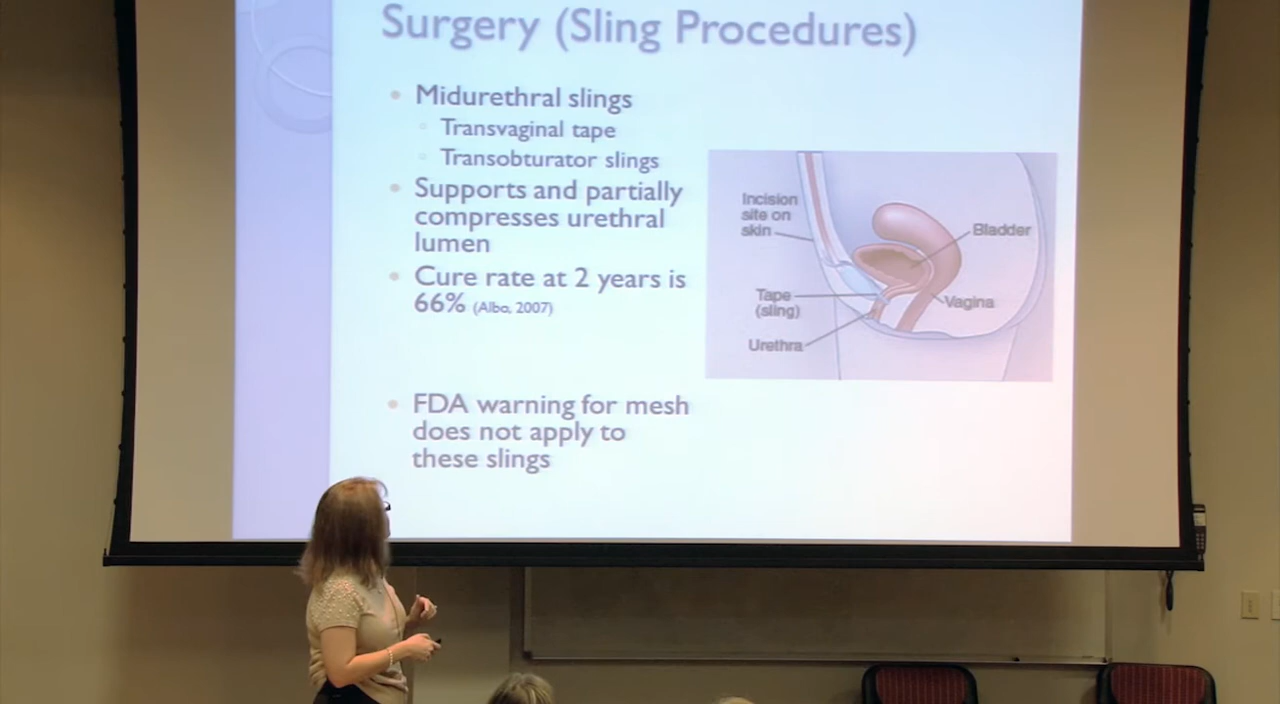 Surgery (Sling Procedures)
Midurethral slings
Transvaginal tape
Transobturator slings
Supports and partially
compresses urethral
lumen
Cure rate at 2 years is
66% (Albo, 2007)
FDA warning for mesh
does not apply to
these slings
Incision
site on
skin
Bladder
Tape
(sling)
Vagina
Urethra